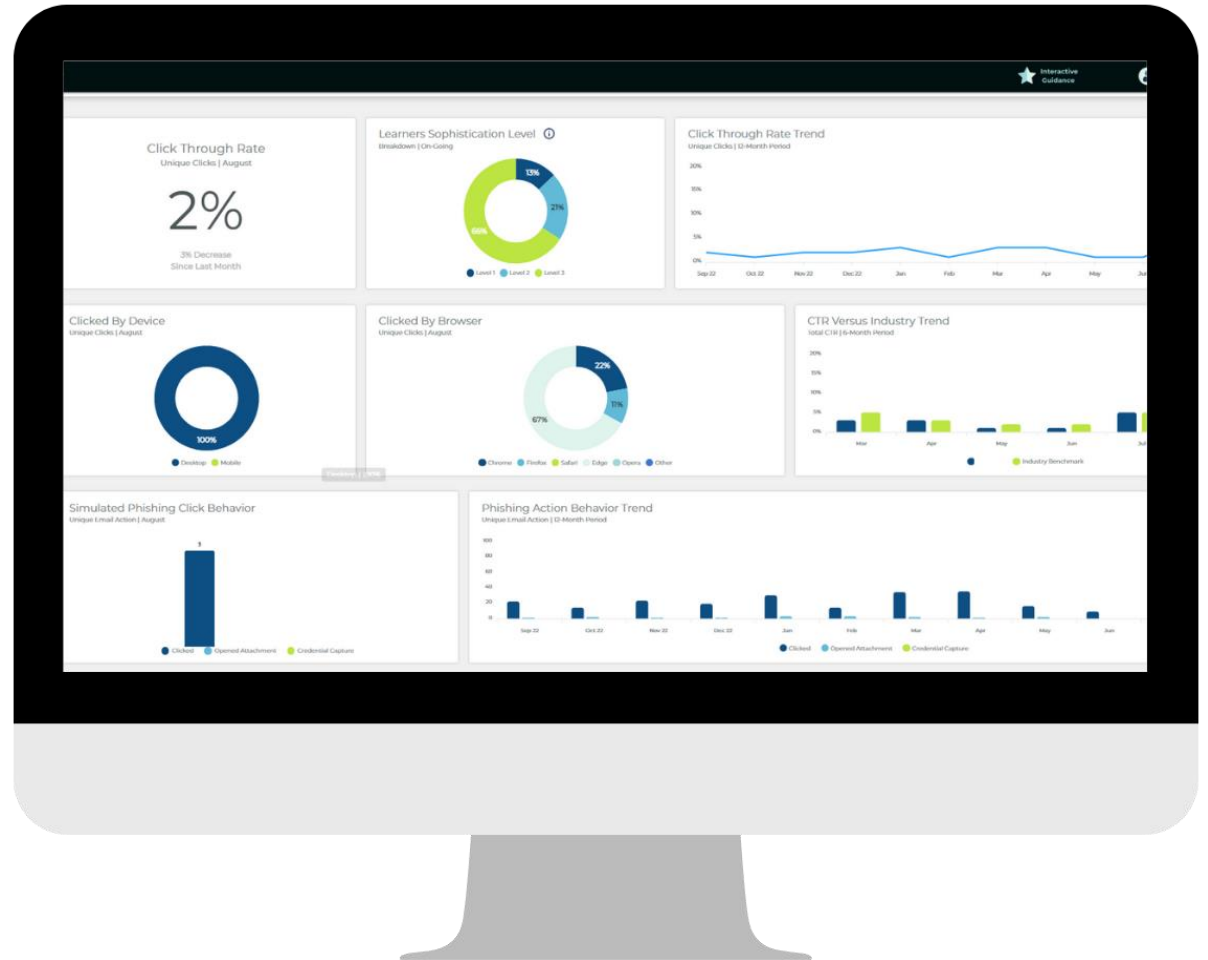 Interactive
Guidance
Click Through Rate
Unique Clicks | August
2%
3% Decrease
Since Last Month
Learners Sophistication Level
Breakdown | On-Going
13%
21%
66%
Level 1 Level 2 Level 3
Click Through Rate Trend
Unique Clicks | 12-Month Period
20%
15%
10%
5%
0%
Sep 22 Oct 22 Nov 22 Dec 22 Jan Feb Mar Apr May
Clicked By Device
Unique Clicks | August
100%
Desktop Mobile
Clicked By Browser
Unique Clicks | August
22%
11%
67%
Chrome Firefox Safari Edge Opera Other
CTR Versus Industry Trend
Total CTR | 6-Month Period
20%
15%
10%
5%
0%
Mar Apr May Jun Jul
Industry Benchmark
Simulated Phishing Click Behavior
Unique Email Action | August
Clicked Opened Attachment Credential Capture
Phishing Action Behavior Trend
Unique Email Action | 12-Month Period
100
80
60
40
20
0
Sep 22 Oct 22 Nov 22 Dec 22 Jan Feb Mar Apr May Jun
Clicked Opened Attachment Credential Capture